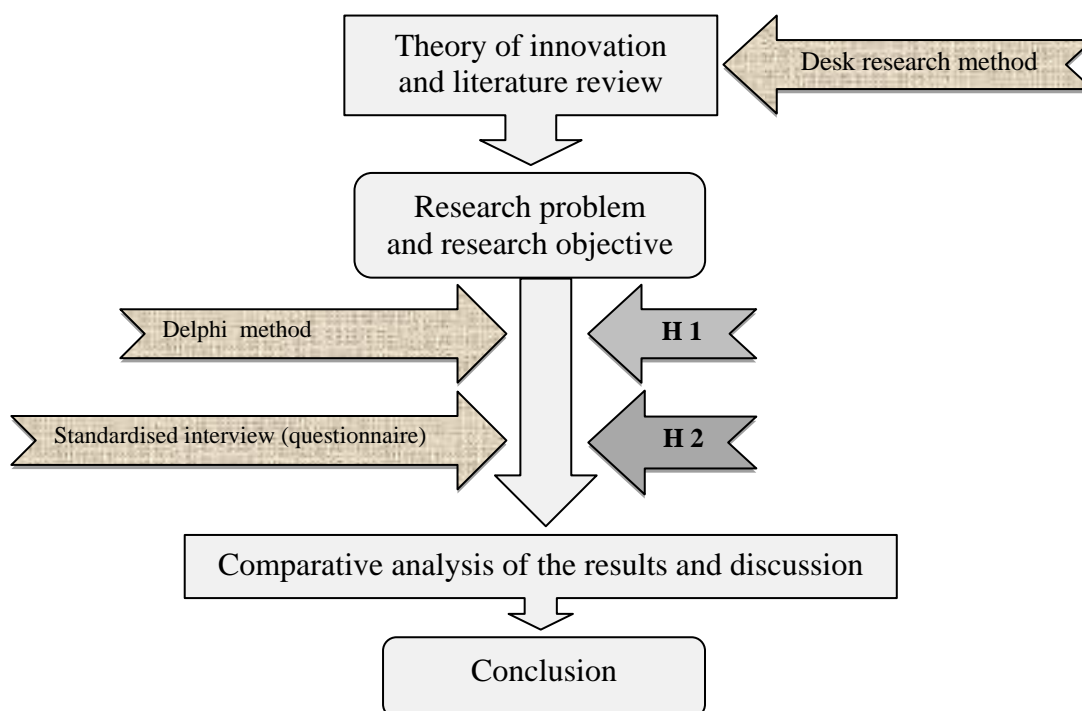 Theory of innovation
and literature review
Desk research method
Research problem
and research objective
Delphi method
H 1
Standardised interview (questionnaire)
H 2
Comparative analysis of the results and discussion
Conclusion